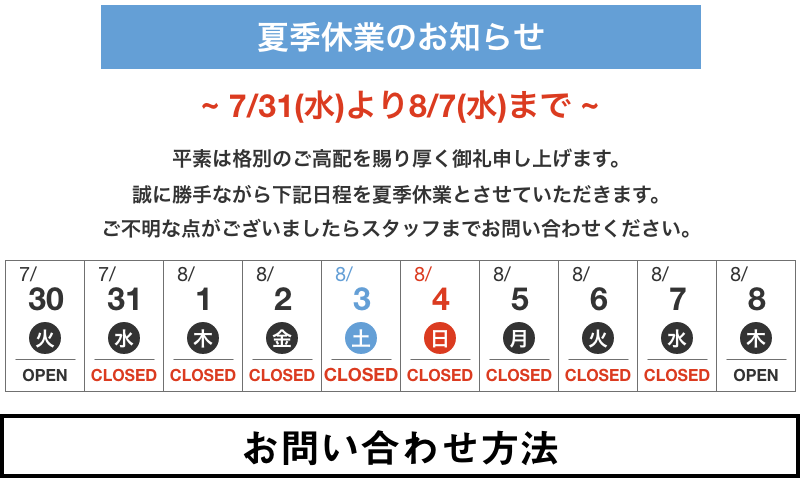 夏季休業のお知らせ
~ 7/31(水)より8/7(水)まで ~
平素は格別のご高配を賜り厚く御礼申し上げます。
誠に勝手ながら下記日程を夏季休業とさせていただきます。
ご不明な点がございましたらスタッフまでお問い合わせください。
7/ 7/ 8/ 8/ 8/ 8/ 8/ 8/ 8/ 8/
30 31 1 2 3 4 5 6 7 8
火 水 木 金 土 日 月 火 水 木
OPEN CLOSED CLOSED CLOSED CLOSED CLOSED CLOSED CLOSED CLOSED OPEN
お問い合わせ方法